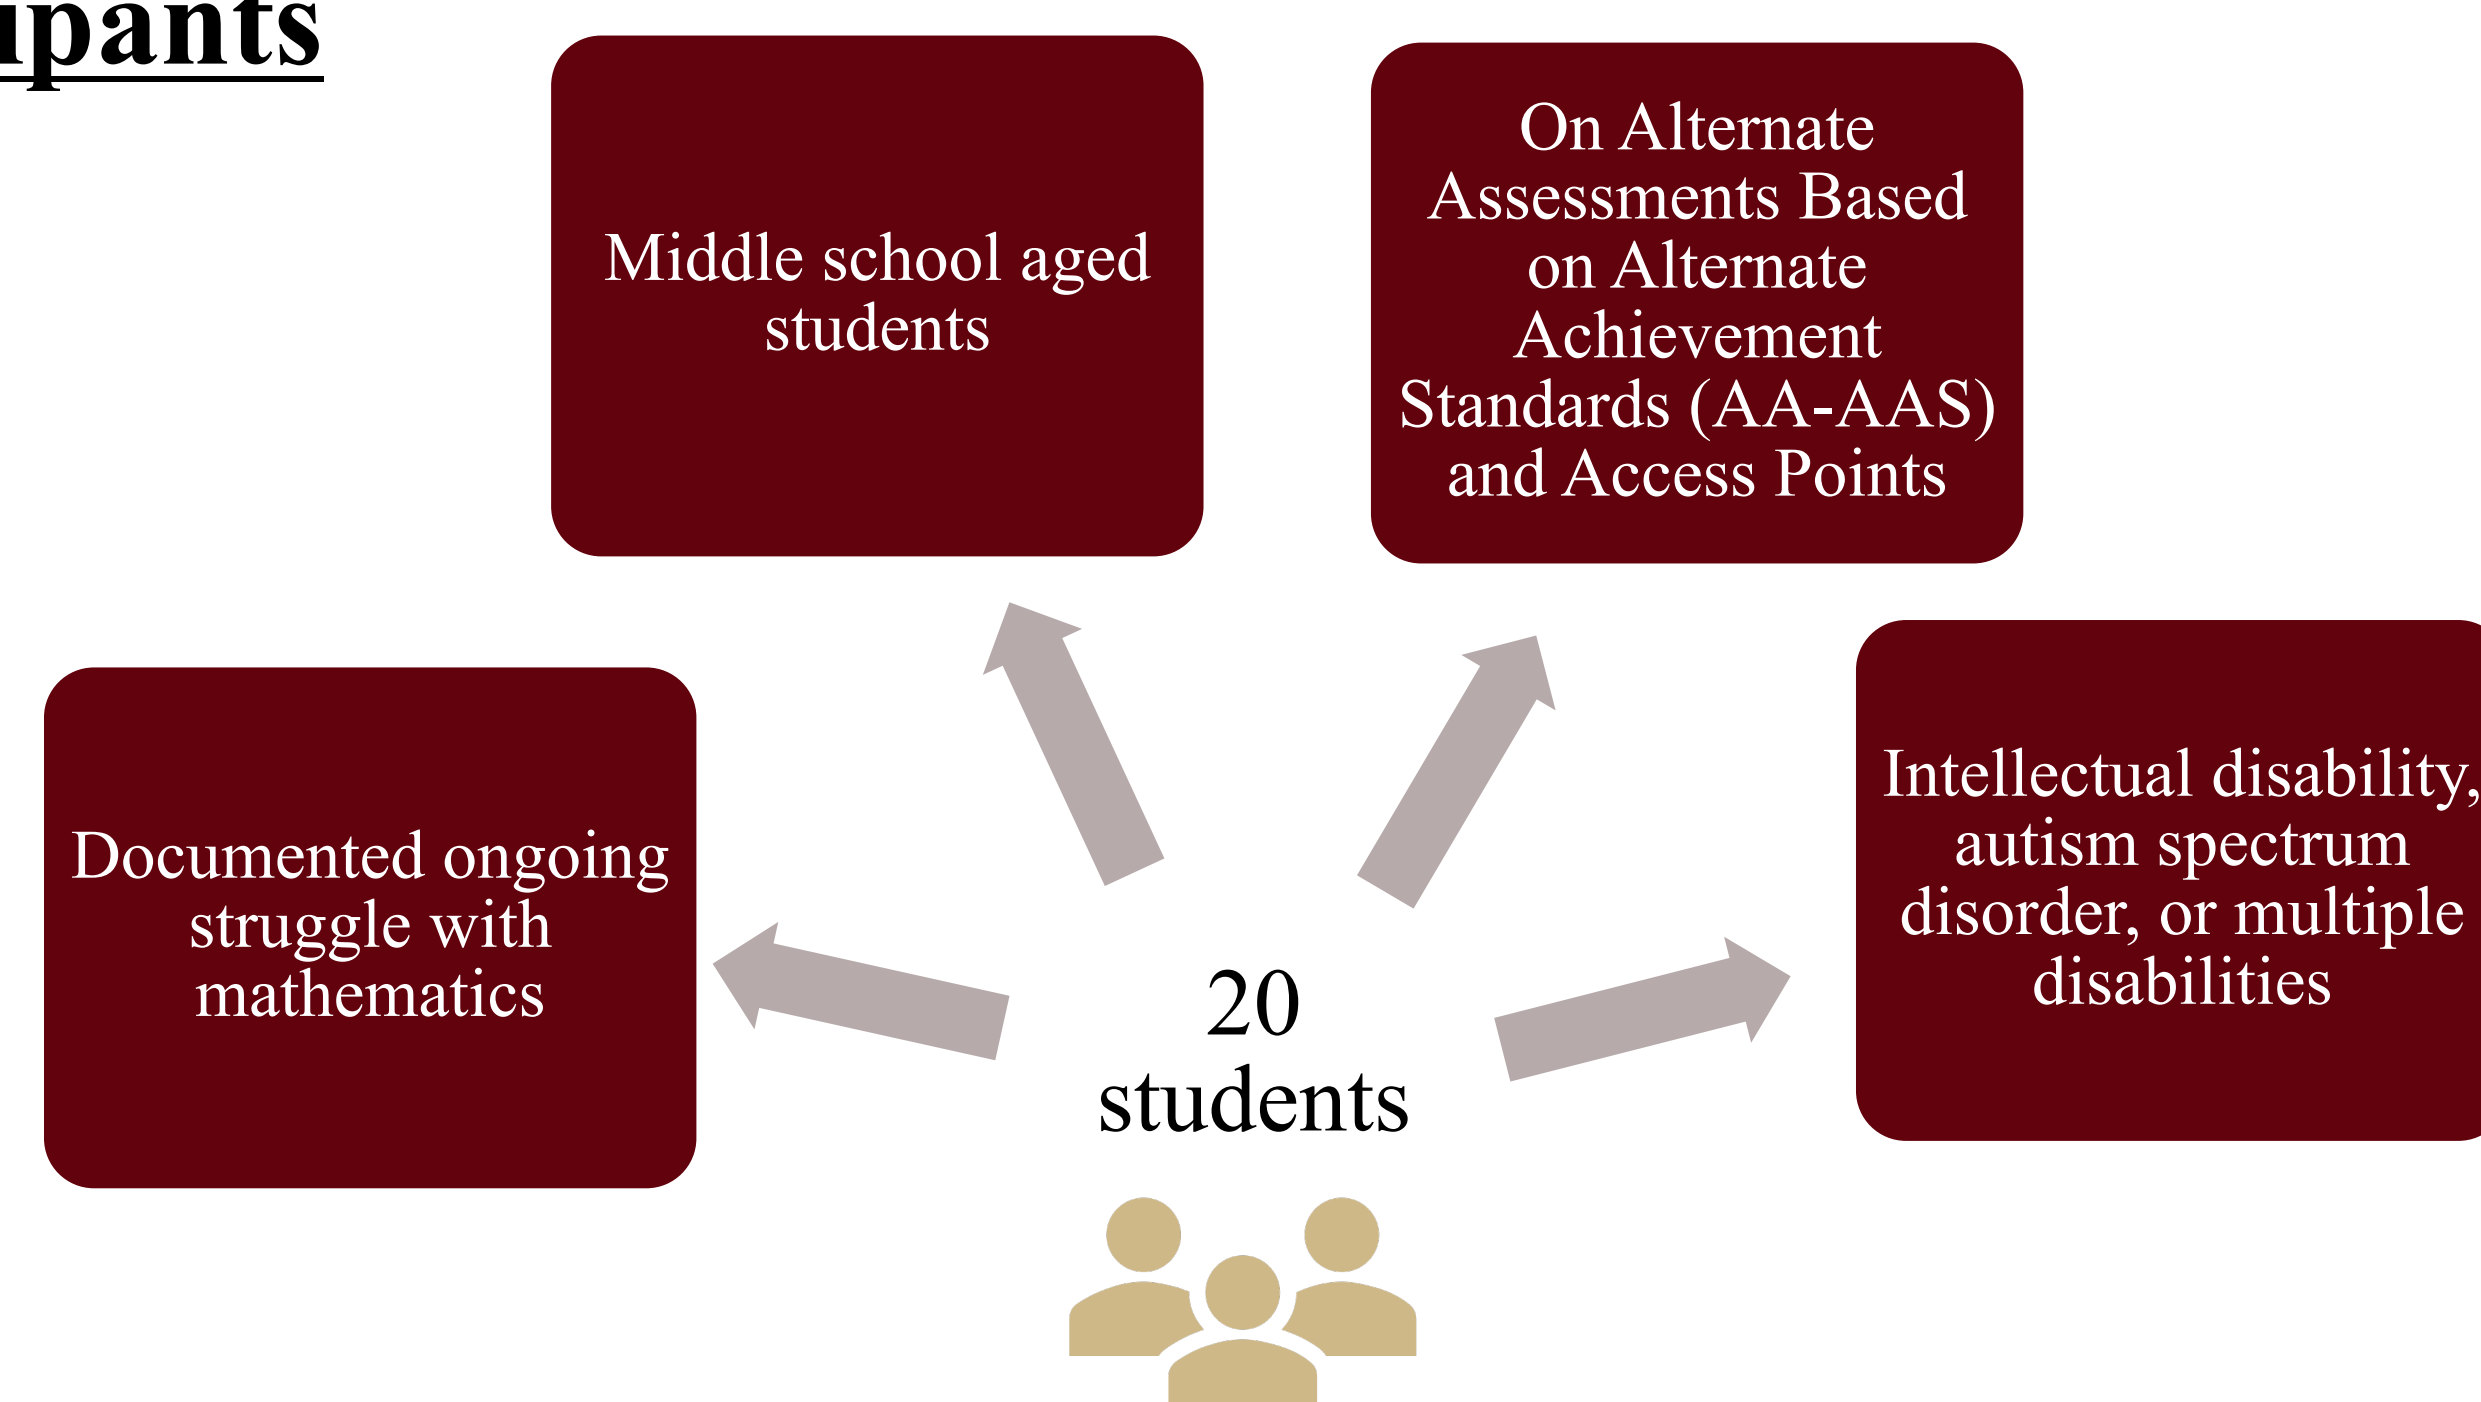 Middle school aged
students
On Alternate
Assessments Based
on Alternate
Achievement
Standards (AA-AAS)
and Access Points
Documented ongoing
struggle with
mathematics
Intellectual disability,
autism spectrum
disorder, or multiple
disabilities
20
students